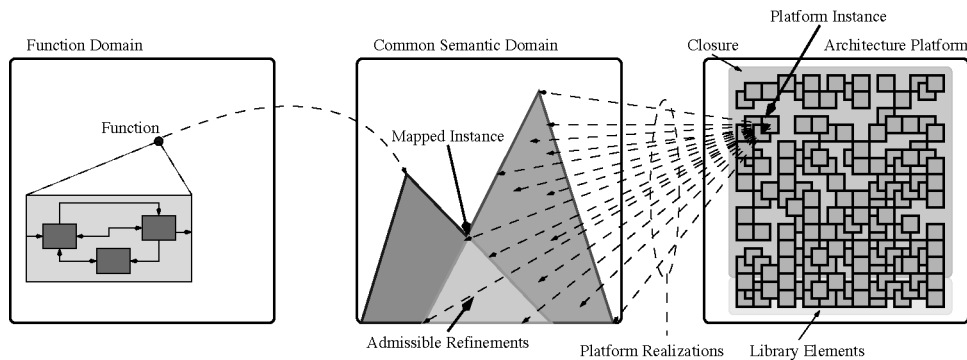 Platform Instance
Function Domain
Common Semantic Domain
Closure
Architecture Platform
Function
Mapped Instance
Admissible Refinements
Platform Realizations
Library Elements